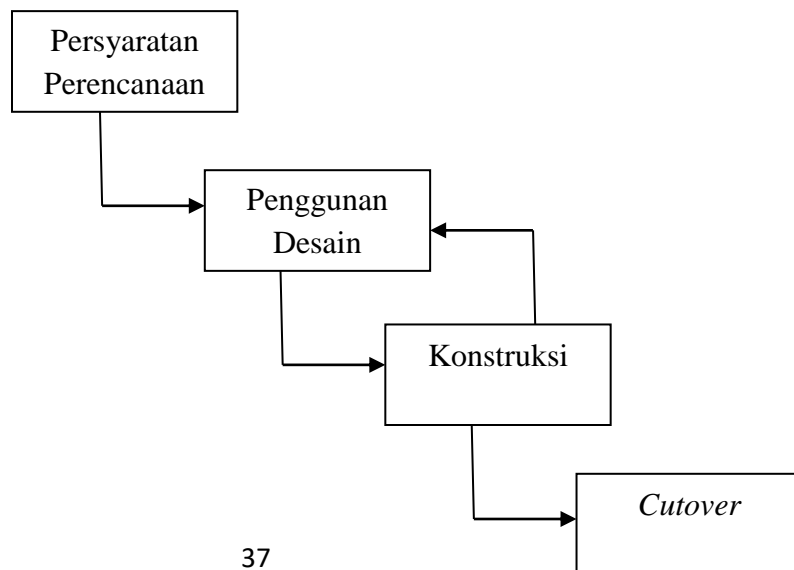 Persyaratan
Perencanaan
Penggunan
Desain
Konstruksi
Cutover
37